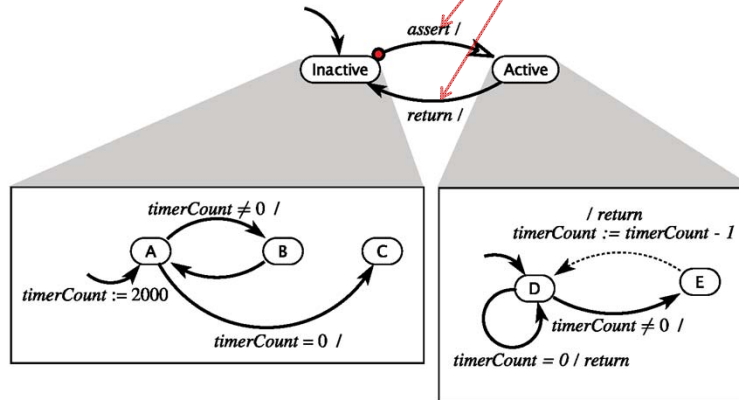 assert /
Inactive
Active
return /
timerCount ≠ 0 /
A
B
C
timerCount := 2000
timerCount = 0 /
/ return
timerCount := timerCount - 1
D
E
timerCount ≠ 0 /
timerCount = 0 / return